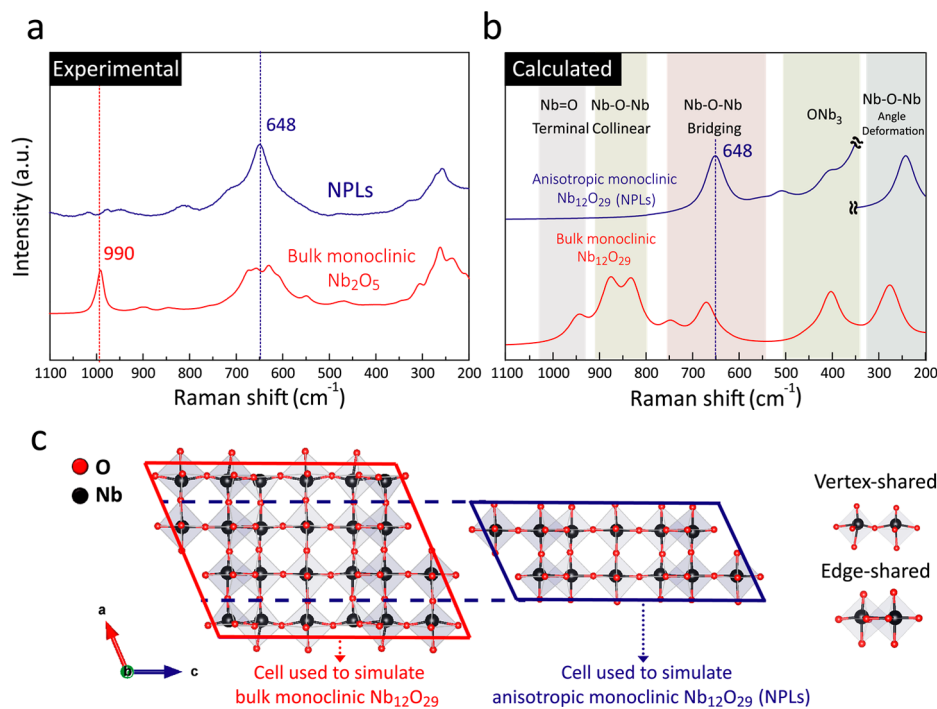 a
Experimental
648
NPLs
990
Bulk monoclinic
Nb₂O₅
Intensity (a.u.)
1100 1000 900 800 700 600 500 400 300 200
Raman shift (cm⁻¹)
b
Calculated
Nb=O
Terminal
Nb-O-Nb
Collinear
Nb-O-Nb
Bridging
ONb₃
Nb-O-Nb
Angle
Deformation
648
Anisotropic monoclinic
Nb₁₂O₂₉ (NPLs)
Bulk monoclinic
Nb₁₂O₂₉
1100 1000 900 800 700 600 500 400 300 200
Raman shift (cm⁻¹)
c
O
Nb
a
b
c
Cell used to simulate
bulk monoclinic Nb₁₂O₂₉
Cell used to simulate
anisotropic monoclinic Nb₁₂O₂₉ (NPLs)
Vertex-shared
Edge-shared